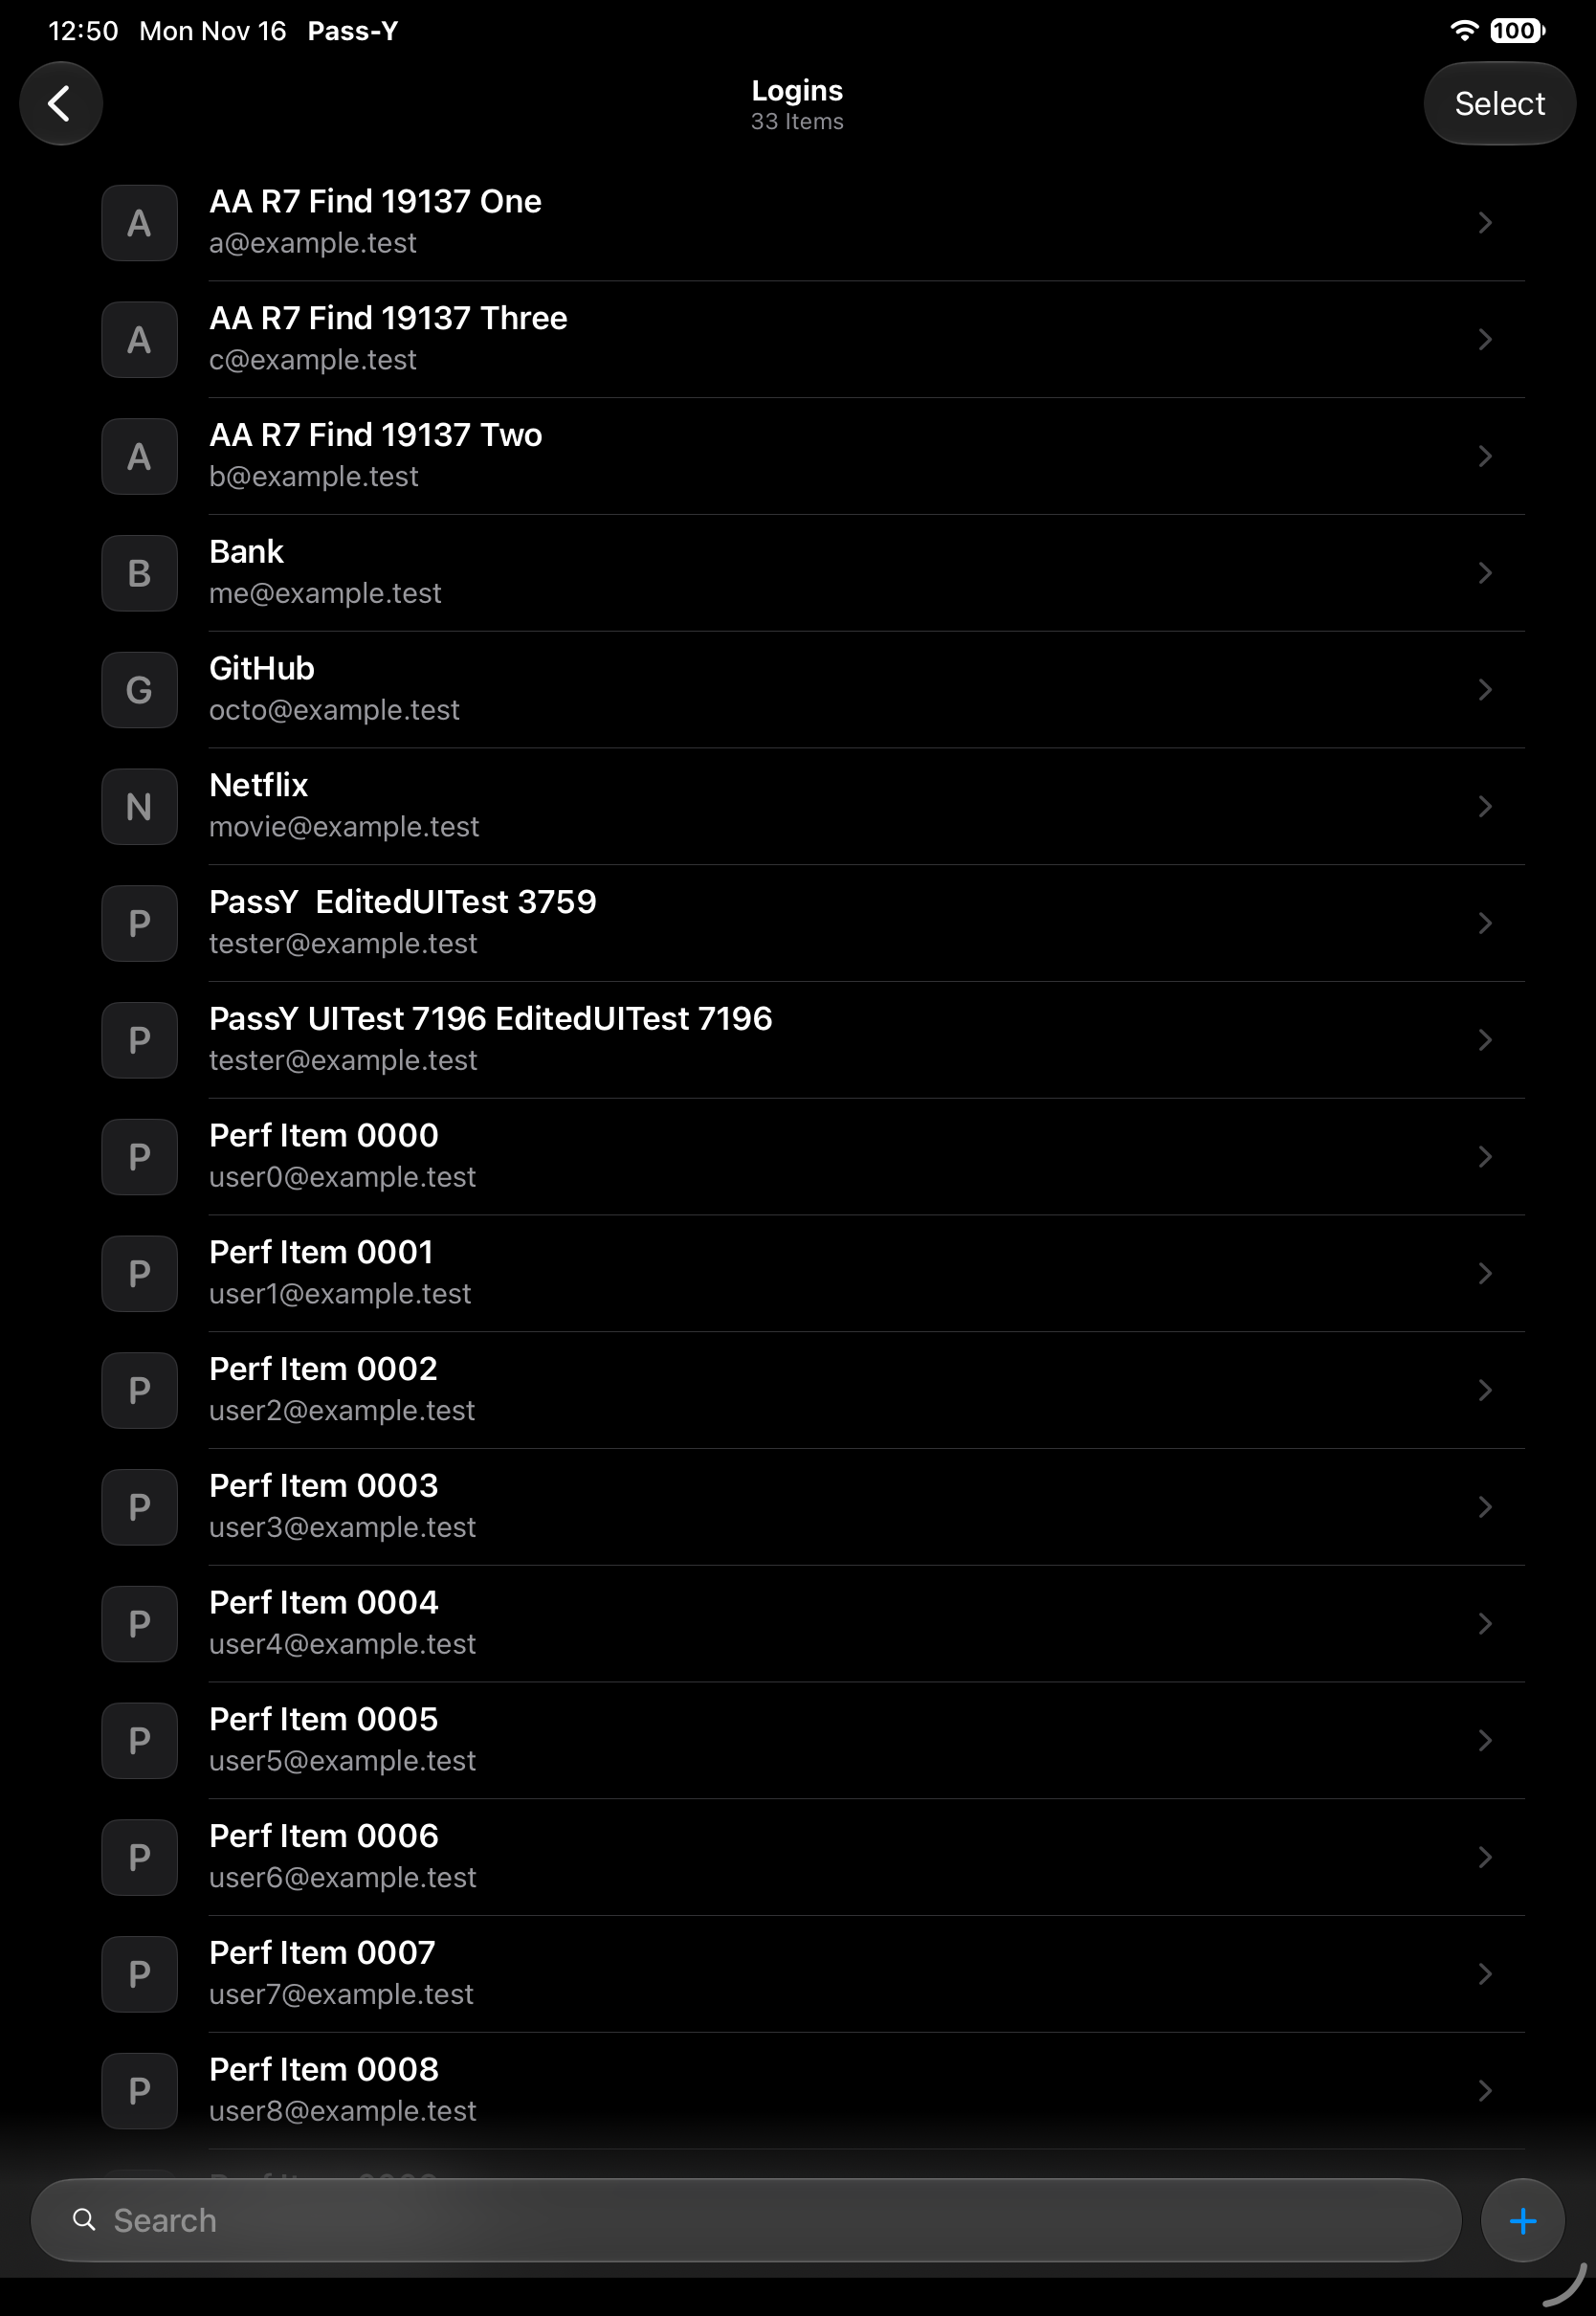 12:50 Mon Nov 16 Pass-Y
100
Logins
33 Items
Select
A
AA R7 Find 19137 One
a@example.test
A
AA R7 Find 19137 Three
c@example.test
A
AA R7 Find 19137 Two
b@example.test
B
Bank
me@example.test
G
GitHub
octo@example.test
N
Netflix
movie@example.test
P
PassY  EditedUITest 3759
tester@example.test
P
PassY UITest 7196 EditedUITest 7196
tester@example.test
P
Perf Item 0000
user0@example.test
P
Perf Item 0001
user1@example.test
P
Perf Item 0002
user2@example.test
P
Perf Item 0003
user3@example.test
P
Perf Item 0004
user4@example.test
P
Perf Item 0005
user5@example.test
P
Perf Item 0006
user6@example.test
P
Perf Item 0007
user7@example.test
P
Perf Item 0008
user8@example.test
Search